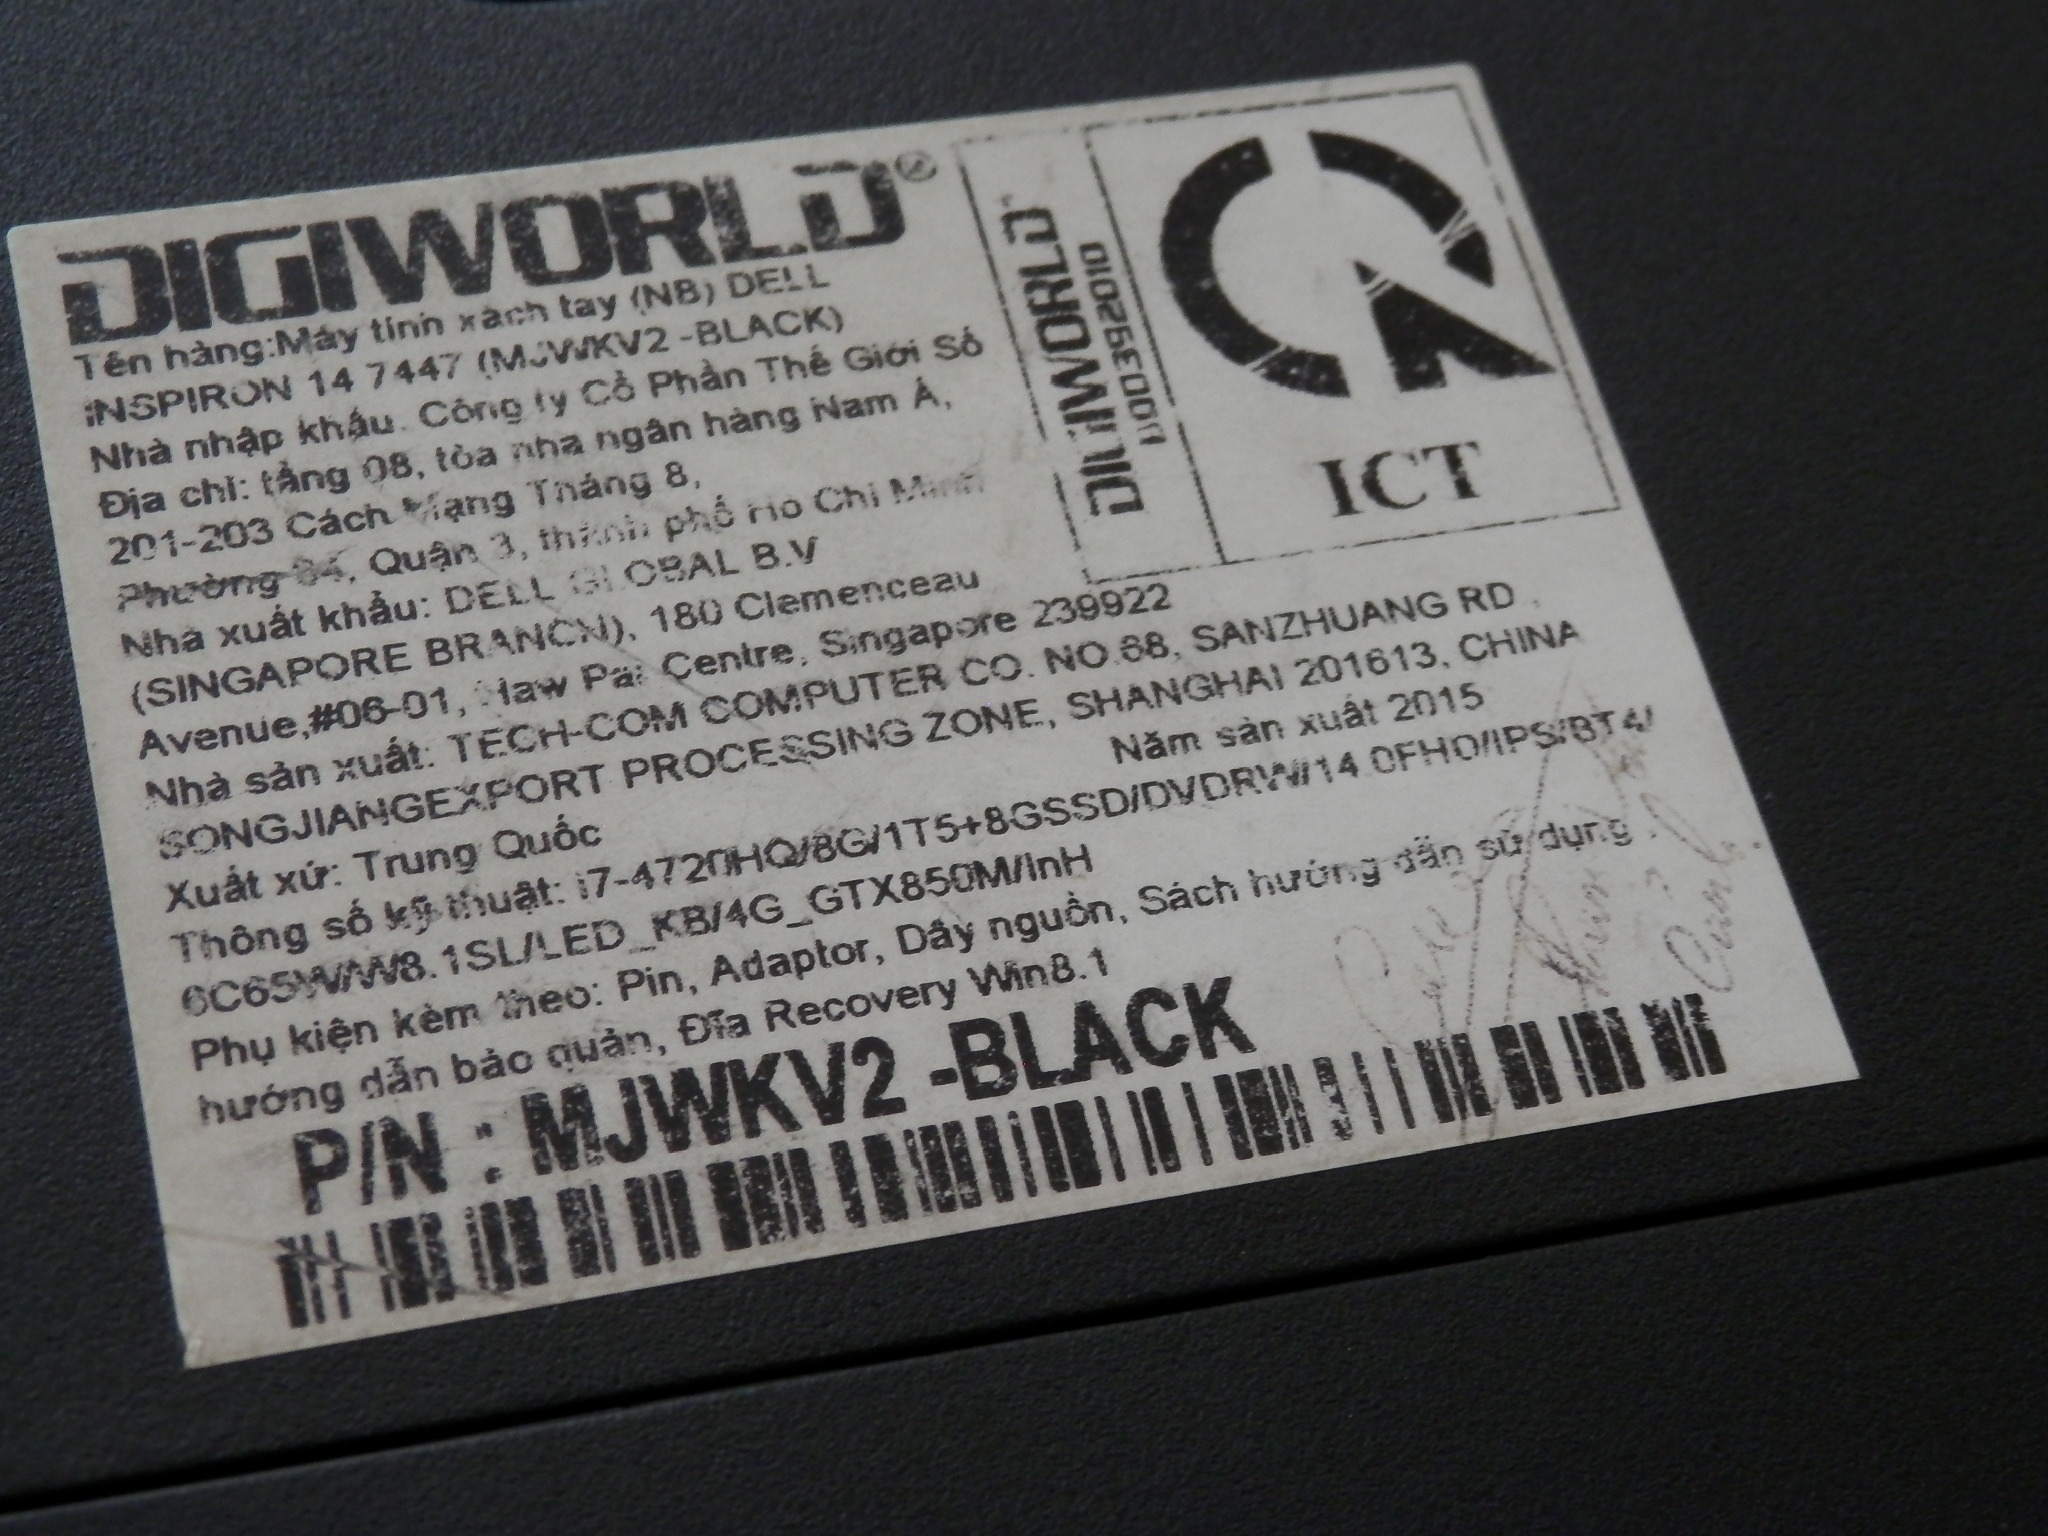 DIGIWORLD®
Tên hàng:Máy tính xách tay (NB) DELL
INSPIRON 14 7447 (MJWKV2 -BLACK)
Nhà nhập khẩu. Công ty Cổ Phần Thế Giới Số
Địa chỉ: tầng 08, tòa nhà ngân hàng Nam Á,
201-203 Cách Mạng Tháng 8,
Phường 04, Quận 3, thành phố Hồ Chí Minh
Nhà xuất khẩu: DELL GLOBAL B.V
(SINGAPORE BRANCH), 180 Clemenceau
Avenue,#06-01, Haw Par Centre, Singapore 239922
Nhà sản xuất: TECH-COM COMPUTER CO. NO.68, SANZHUANG RD ,
SONGJIANGEXPORT PROCESSING ZONE, SHANGHAI 201613, CHINA
Xuất xứ: Trung Quốc
Năm sản xuất 2015
Thông số kỹ thuật: i7-4720HQ/8G/1T5+8GSSD/DVDRW/14.0FHD/IPS/BT4/
6C65W/W8.1SL/LED_KB/4G_GTX850M/InH
Phụ kiện kèm theo: Pin, Adaptor, Dây nguồn, Sách hướng dẫn sử dụng ,
hướng dẫn bảo quản, Đĩa Recovery Win8.1
P/N : MJWKV2 -BLACK
DIGIWORLD
ICT